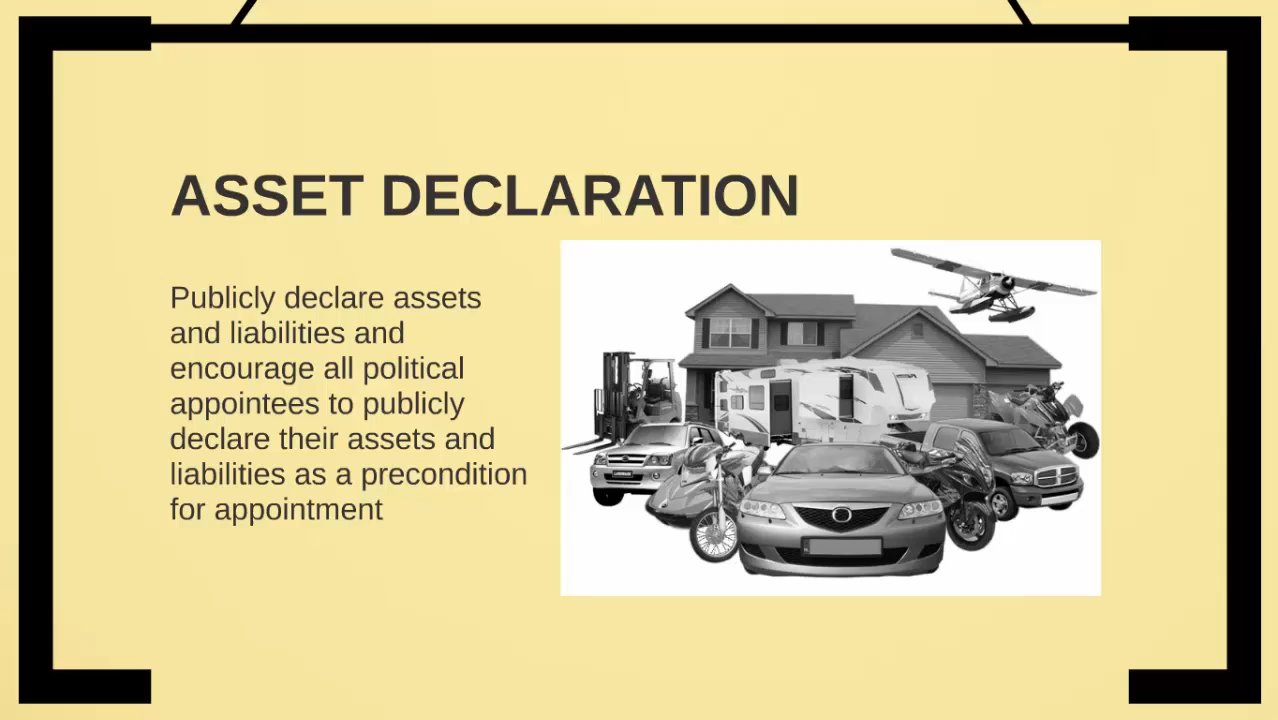 ASSET DECLARATION
Publicly declare assets
and liabilities and
encourage all political
appointees to publicly
declare their assets and
liabilities as a precondition
for appointment